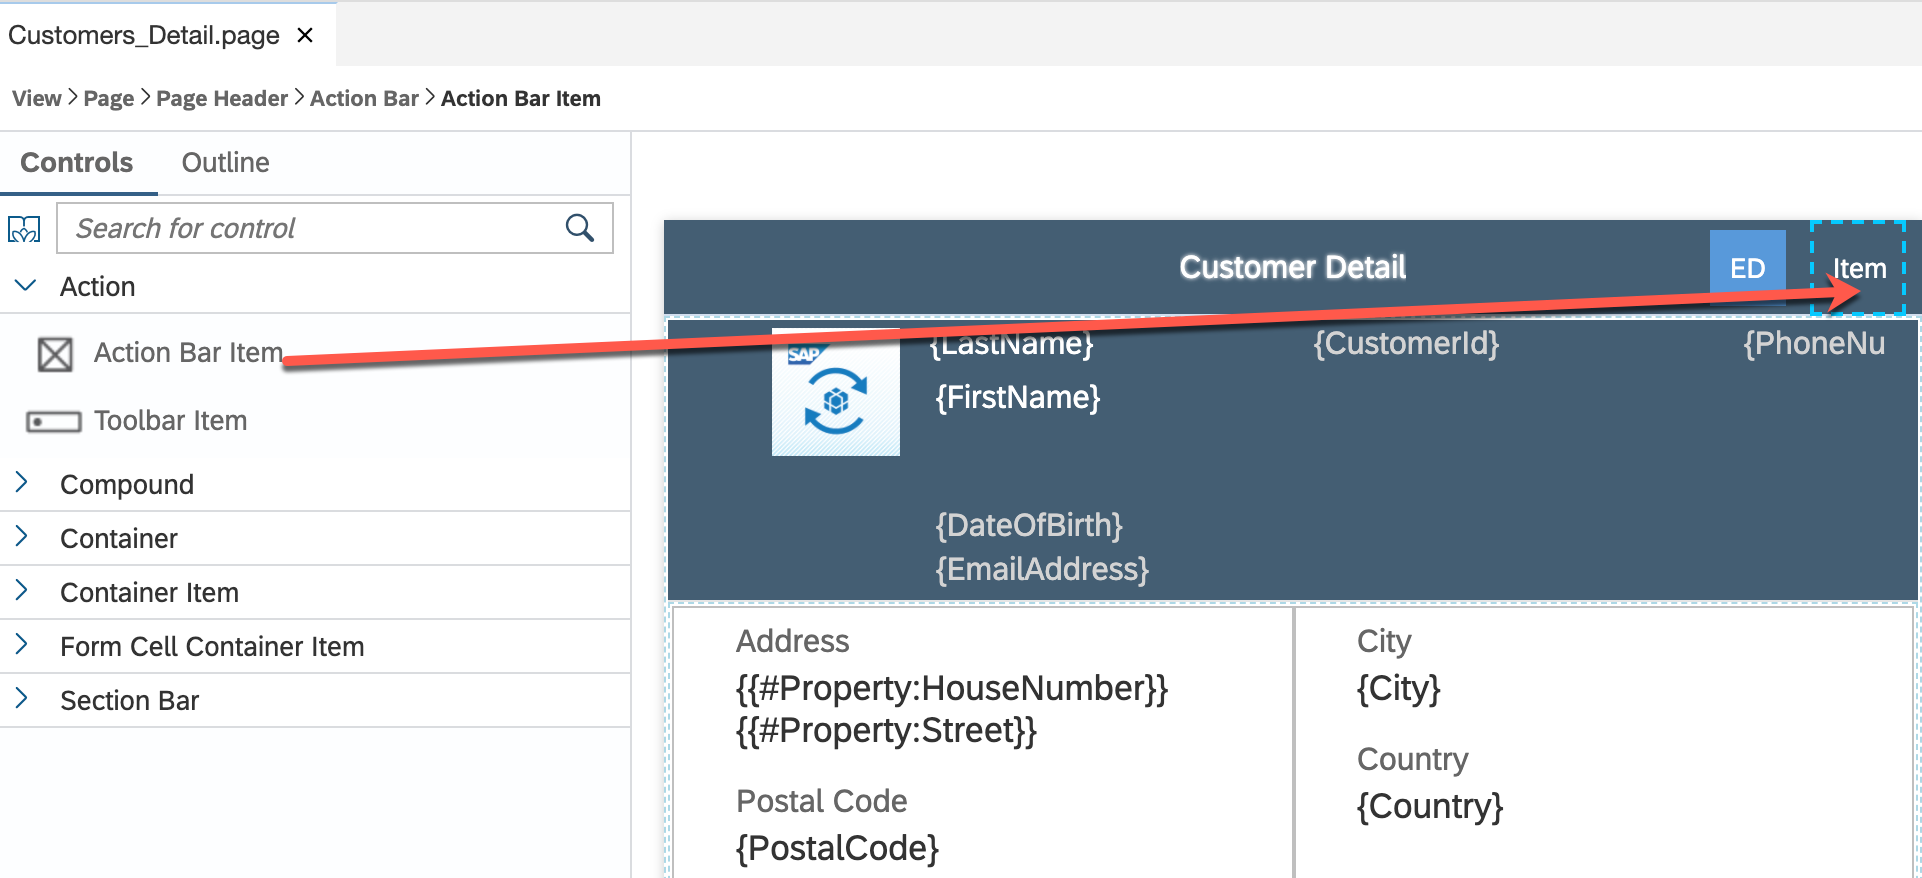 Customers_Detail.page
View > Page > Page Header > Action Bar > Action Bar Item
Controls Outline
Search for control
Action
Action Bar Item
Toolbar Item
Compound
Container
Container Item
Form Cell Container Item
Section Bar
Customer Detail ED Item
SAP
{LastName} {CustomerId} {PhoneNu
{FirstName}
{DateOfBirth}
{EmailAddress}
Address
{{#Property:HouseNumber}}
{{#Property:Street}}
Postal Code
{PostalCode}
City
{City}
Country
{Country}